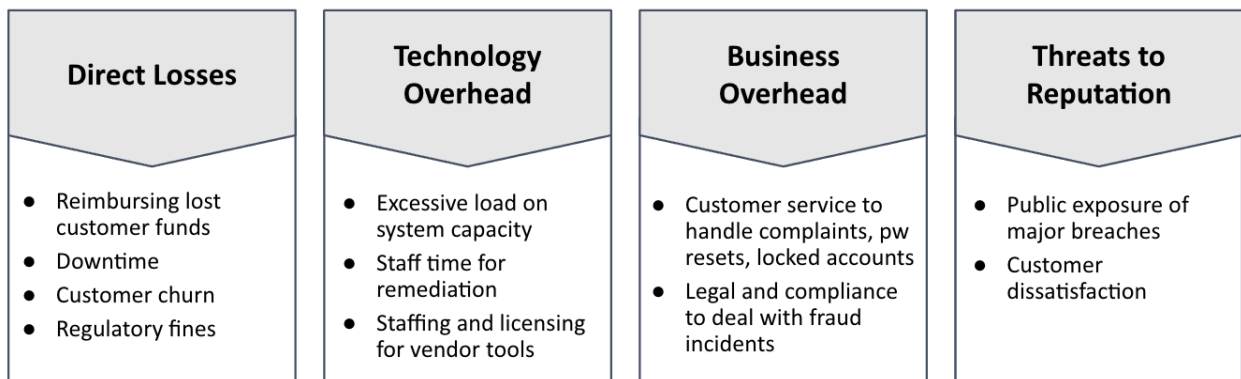 Direct Losses
● Reimbursing lost
customer funds
● Downtime
● Customer churn
● Regulatory fines
Technology
Overhead
● Excessive load on
system capacity
● Staff time for
remediation
● Staffing and licensing
for vendor tools
Business
Overhead
● Customer service to
handle complaints, pw
resets, locked accounts
● Legal and compliance
to deal with fraud
incidents
Threats to
Reputation
● Public exposure of
major breaches
● Customer
dissatisfaction